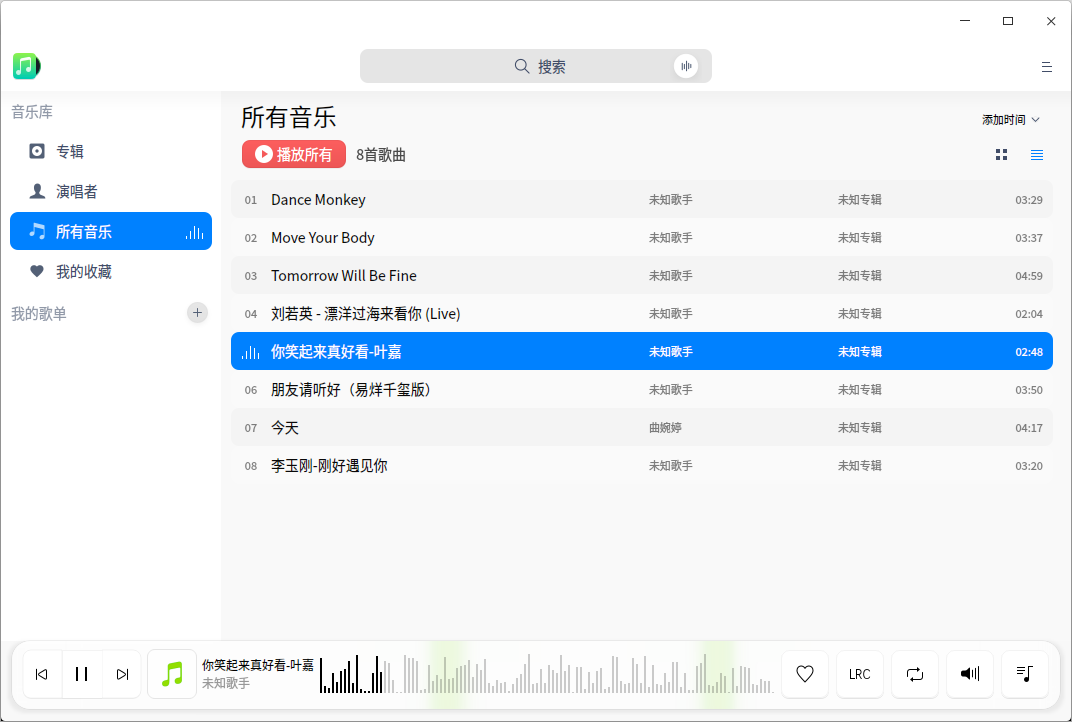 搜索
音乐库
专辑
演唱者
所有音乐
我的收藏
我的歌单
所有音乐
添加时间
播放所有 8首歌曲
01 Dance Monkey 未知歌手 未知专辑 03:29
02 Move Your Body 未知歌手 未知专辑 03:37
03 Tomorrow Will Be Fine 未知歌手 未知专辑 04:59
04 刘若英 - 漂洋过海来看你 (Live) 未知歌手 未知专辑 02:04
你笑起来真好看-叶嘉 未知歌手 未知专辑 02:48
06 朋友请听好（易烊千玺版） 未知歌手 未知专辑 03:50
07 今天 曲婉婷 未知专辑 04:17
08 李玉刚-刚好遇见你 未知歌手 未知专辑 03:20
你笑起来真好看-叶嘉
未知歌手
LRC